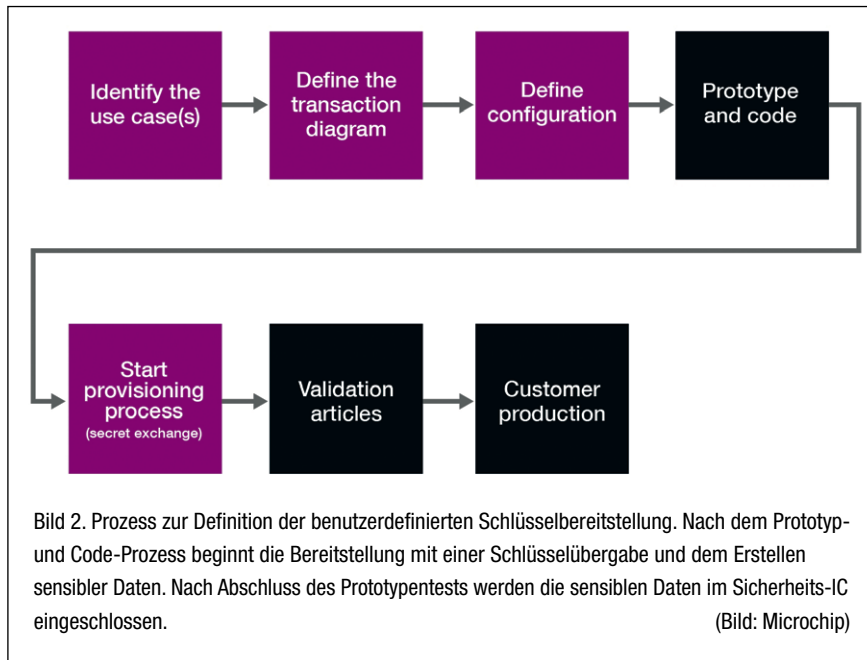 Identify the
use case(s)
Define the
transaction
diagram
Define
configuration
Prototype
and code
Start
provisioning
process
(secret exchange)
Validation
articles
Customer
production
Bild 2. Prozess zur Definition der benutzerdefinierten Schlüsselbereitstellung. Nach dem Prototyp-
und Code-Prozess beginnt die Bereitstellung mit einer Schlüsselübergabe und dem Erstellen
sensibler Daten. Nach Abschluss des Prototypentests werden die sensiblen Daten im Sicherheits-IC
eingeschlossen. (Bild: Microchip)